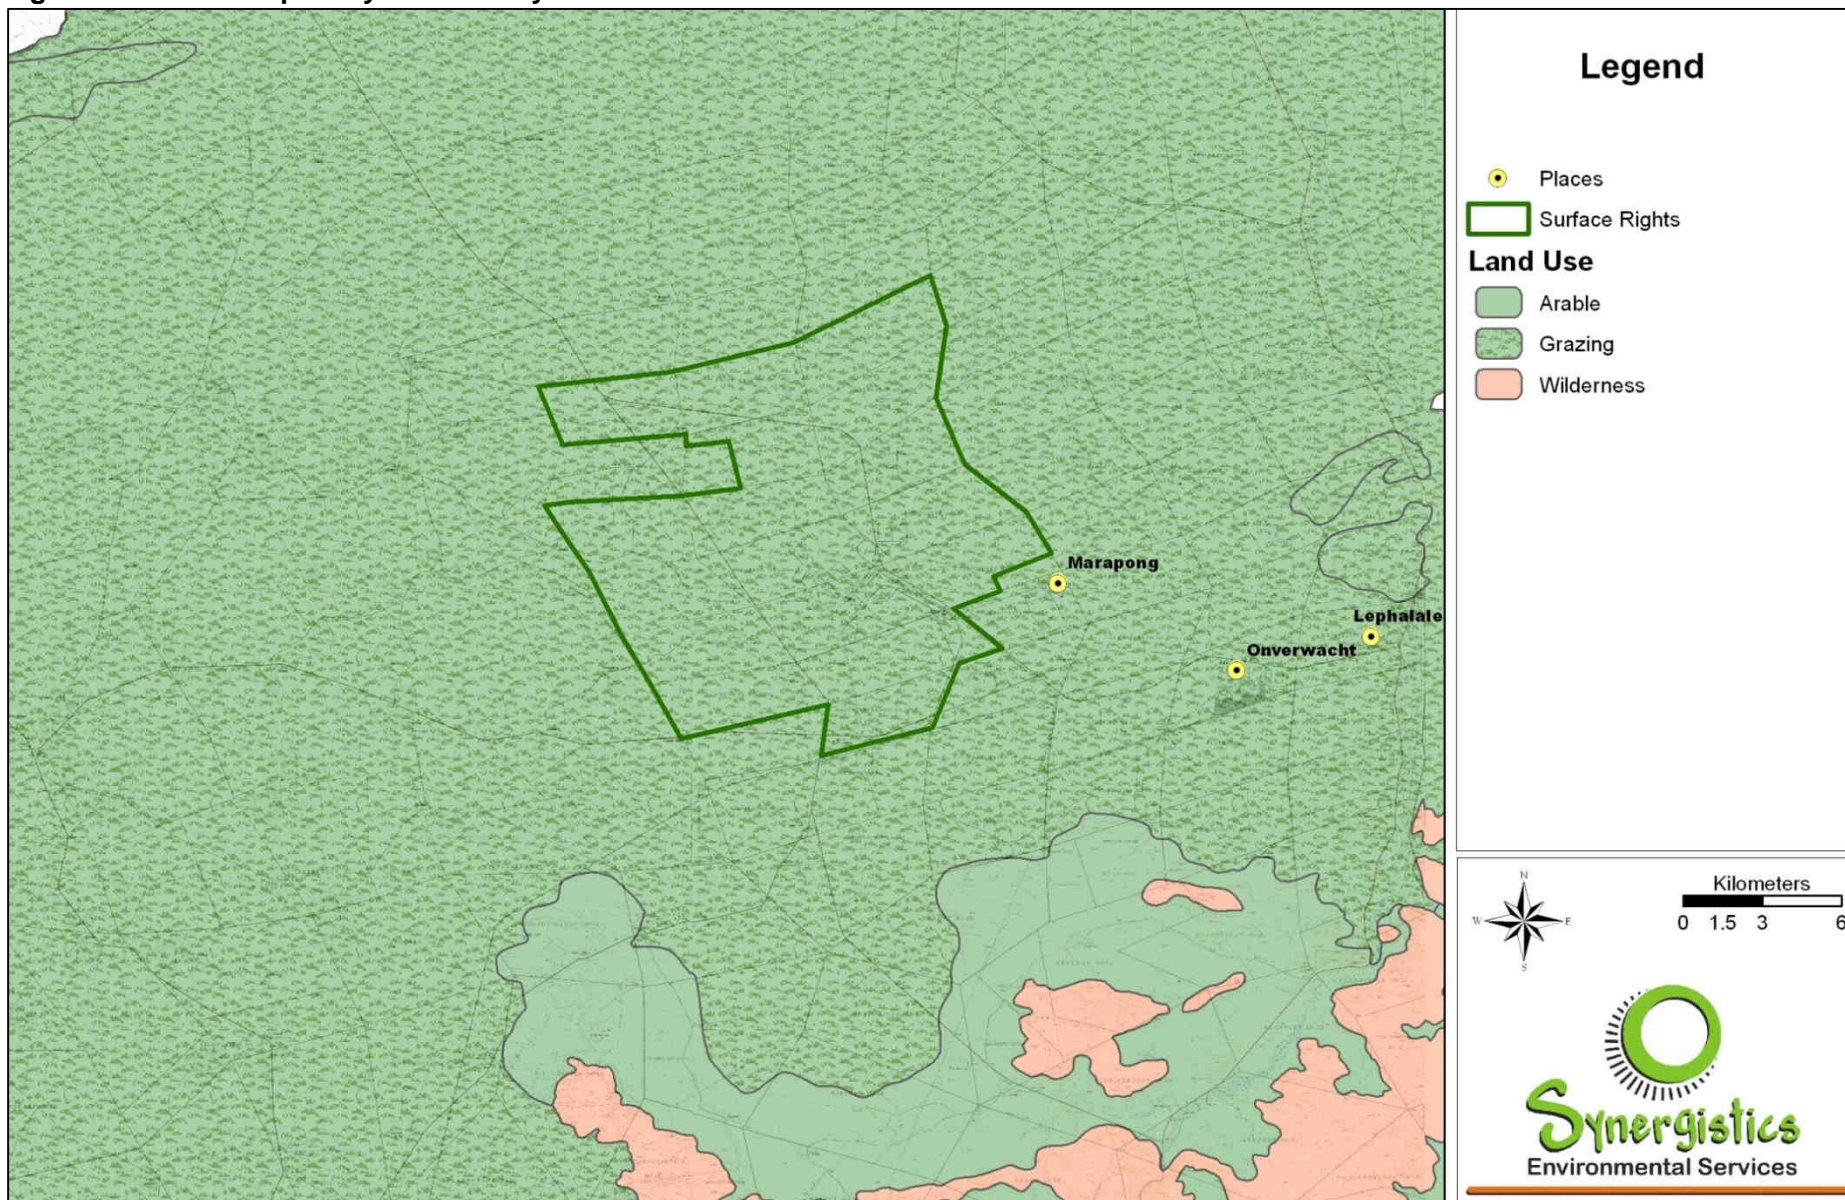 Legend
Places
Surface Rights
Land Use
Arable
Grazing
Wilderness
Marapong
Lephalale
Onverwacht
N
W
E
S
Kilometers
0 1.5 3 6
Synergistics
Environmental Services